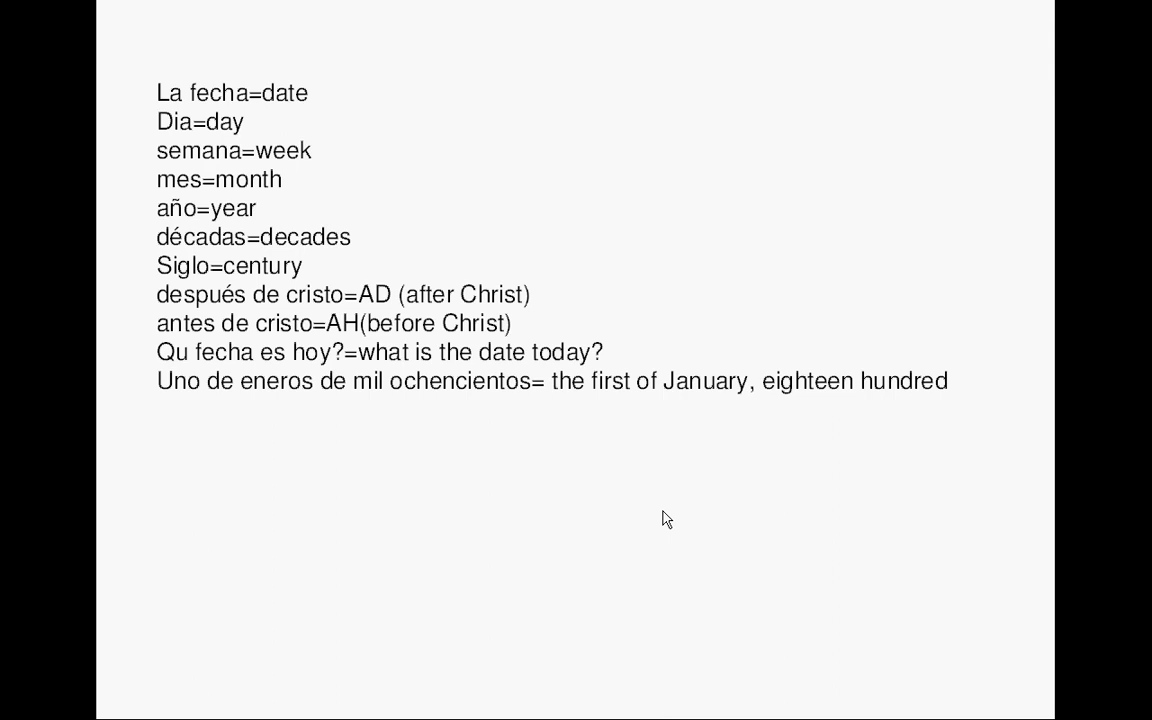 La fecha=date
Dia=day
semana=week
mes=month
año=year
décadas=decades
Siglo=century
después de cristo=AD (after Christ)
antes de cristo=AH(before Christ)
Qu fecha es hoy?=what is the date today?
Uno de eneros de mil ochencientos= the first of January, eighteen hundred